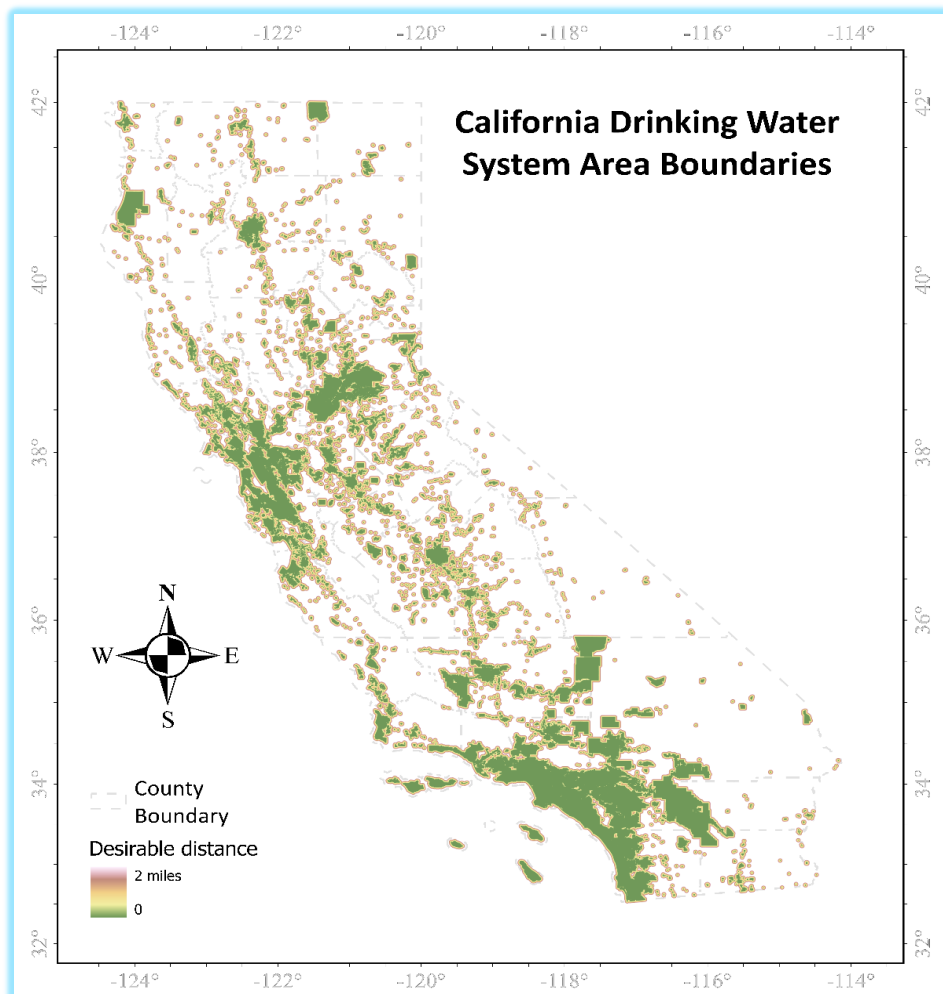 -124° -122° -120° -118° -116° -114°
42° 42°
California Drinking Water
System Area Boundaries
40° 40°
38° 38°
36° 36°
N
W E
S
34° 34°
County
Boundary
Desirable distance
2 miles
0
32° 32°
-124° -122° -120° -118° -116° -114°